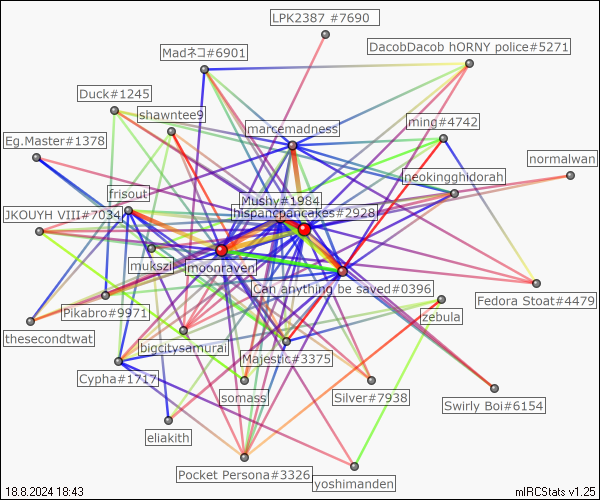 LPK2387 #7690
DacobDacob hORNY police#5271
Madネコ#6901
Duck#1245
shawntee9
marcemadness
ming#4742
Eg.Master#1378
normalwan
neokingghidorah
frisout
Mushy#1984
JKOUYH VIII#7034
hispanicpancakes#2928
mukszi
moonraven
Can anything be saved#0396
Fedora Stoat#4479
Pikabro#9971
zebula
thesecondtwat
bigcitysamurai
Majestic#3375
Cypha#1717
somass
Silver#7938
Swirly Boi#6154
eliakith
Pocket Persona#3326
yoshimanden
18.8.2024 18:43
mIRCStats v1.25